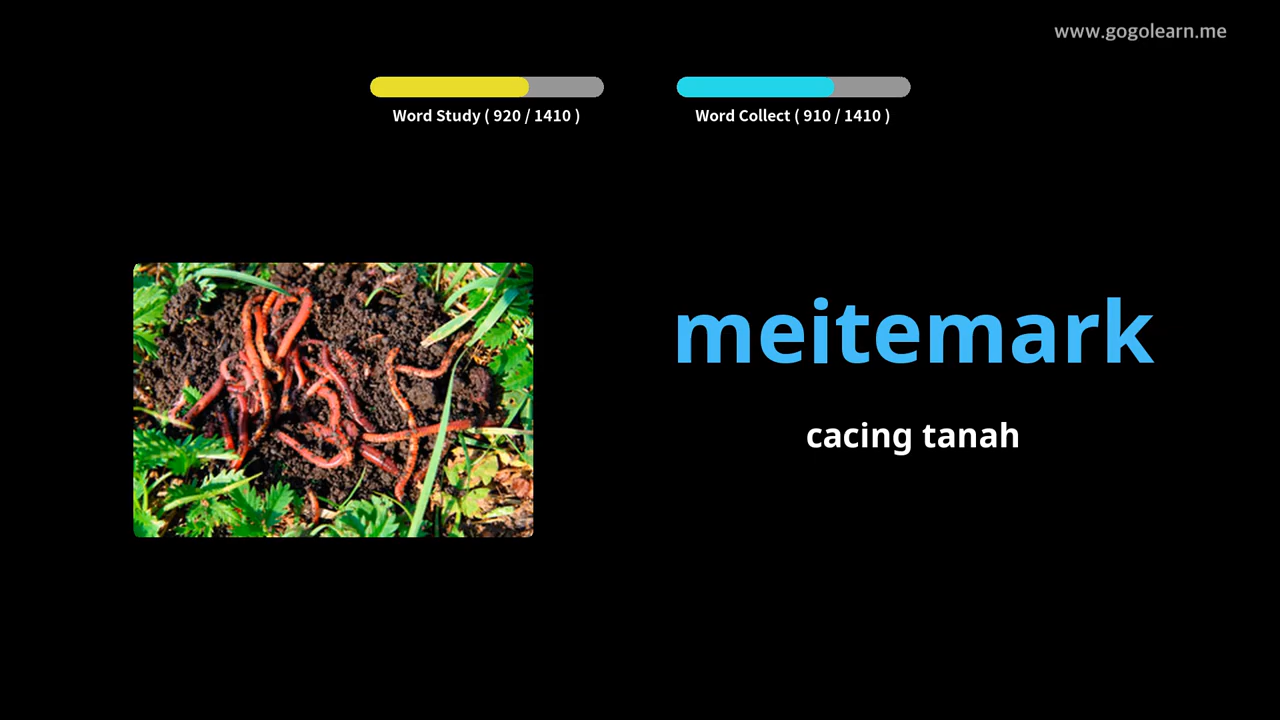 www.gogolearn.me
Word Study ( 920 / 1410 )
Word Collect ( 910 / 1410 )
meitemark
cacing tanah